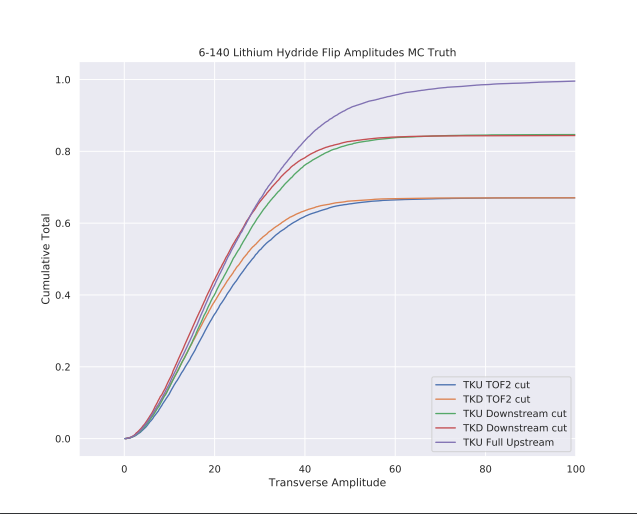 6-140 Lithium Hydride Flip Amplitudes MC Truth
1.0
0.8
0.6
0.4
0.2
0.0
Cumulative Total
TKU TOF2 cut
TKD TOF2 cut
TKU Downstream cut
TKD Downstream cut
TKU Full Upstream
0 20 40 60 80 100
Transverse Amplitude